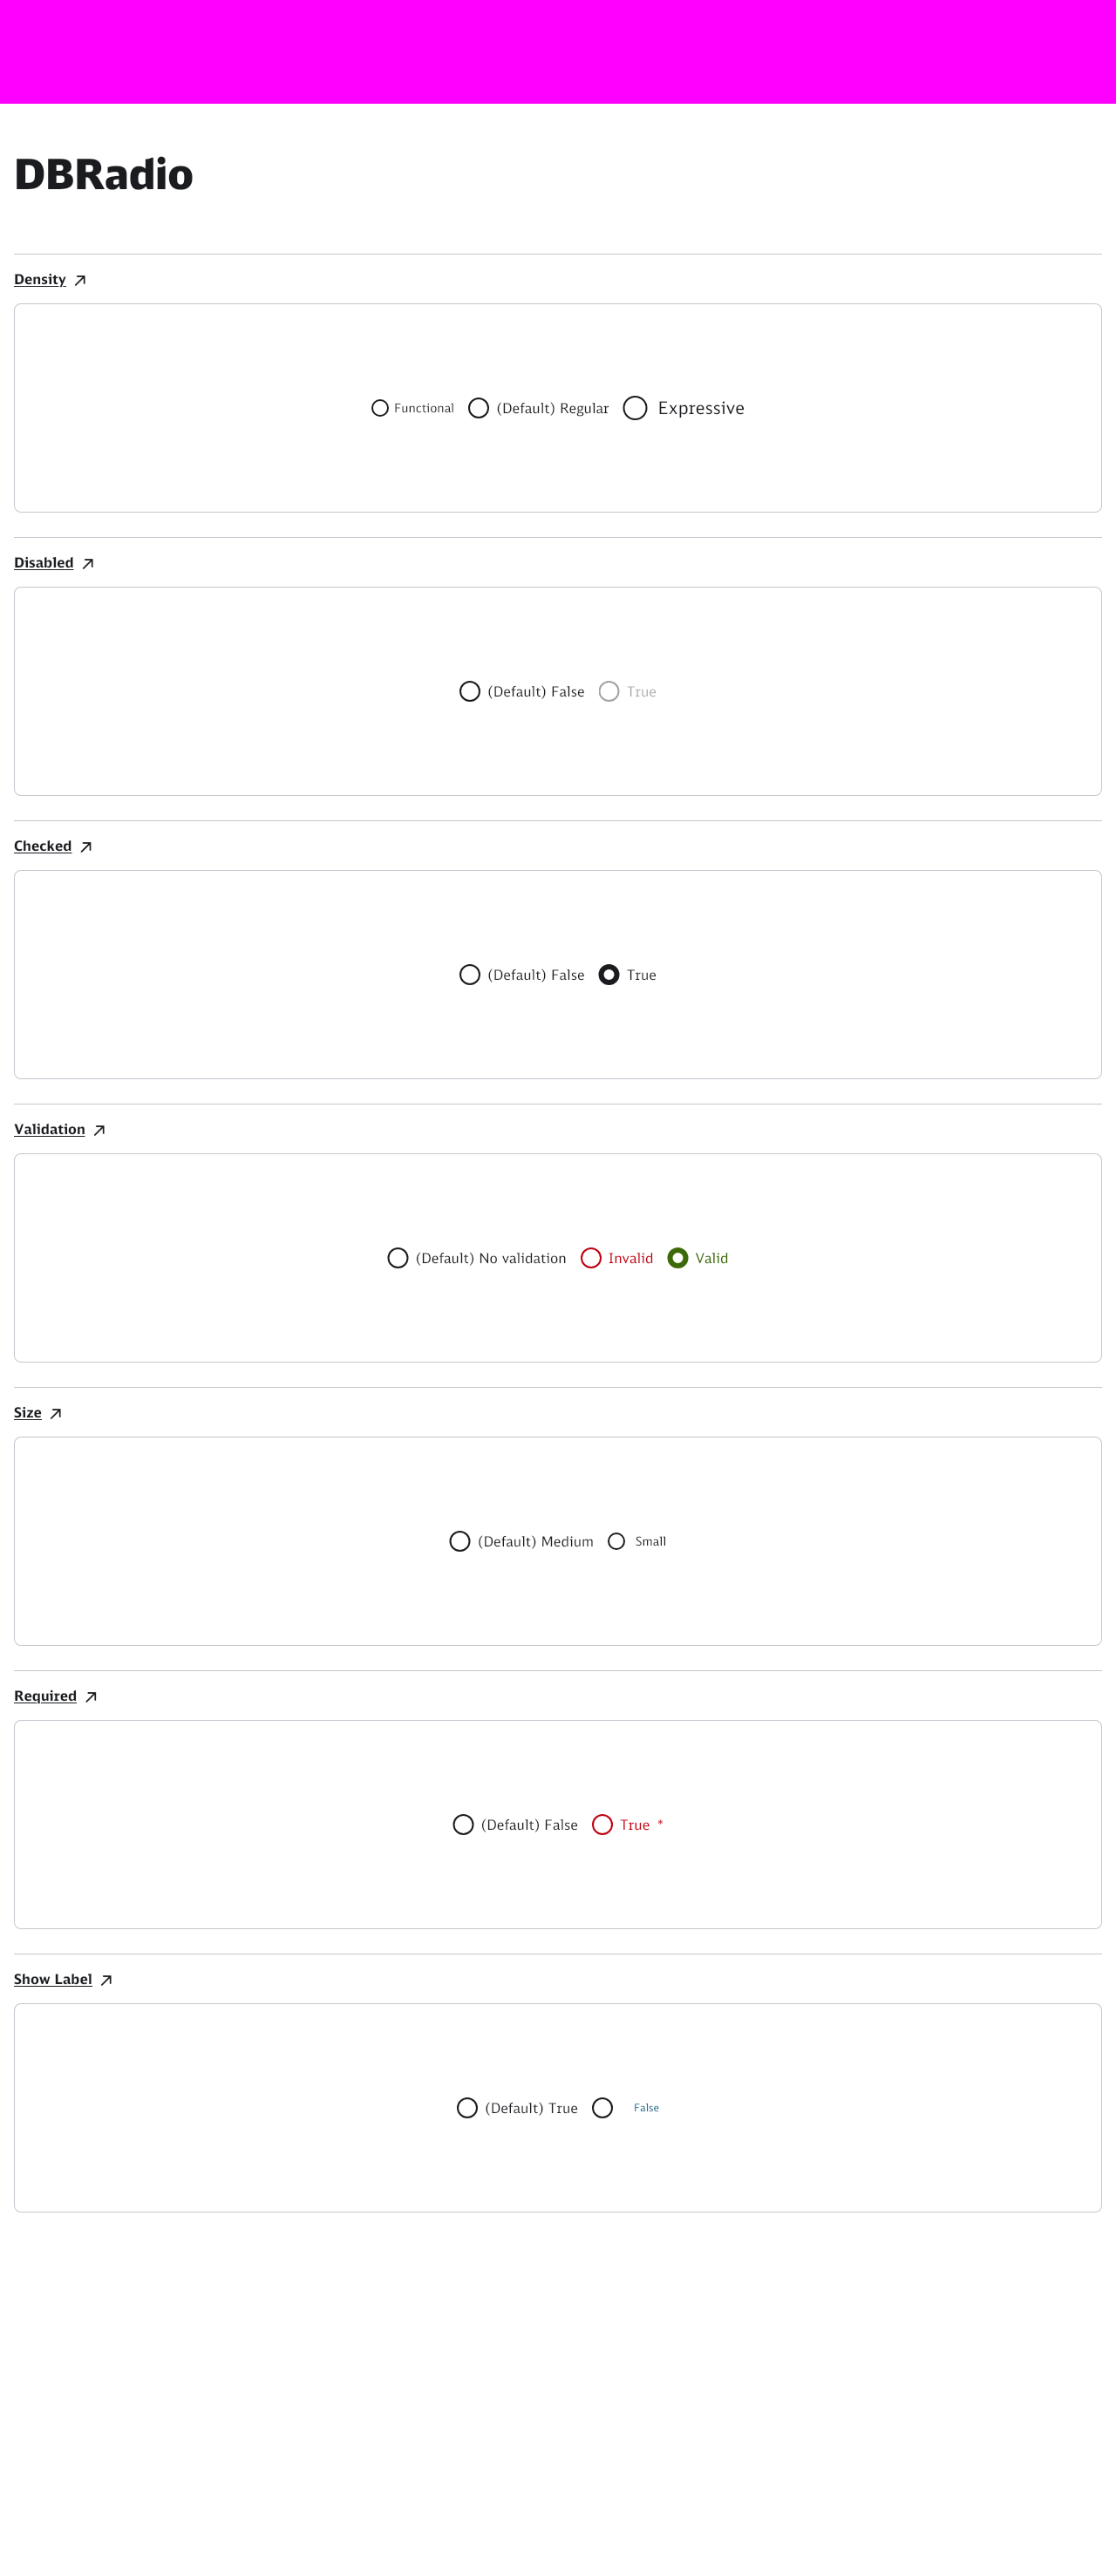 DBRadio
Density
Functional (Default) Regular Expressive
Disabled
(Default) False True
Checked
(Default) False True
Validation
(Default) No validation Invalid Valid
Size
(Default) Medium Small
Required
(Default) False True *
Show Label
(Default) True False